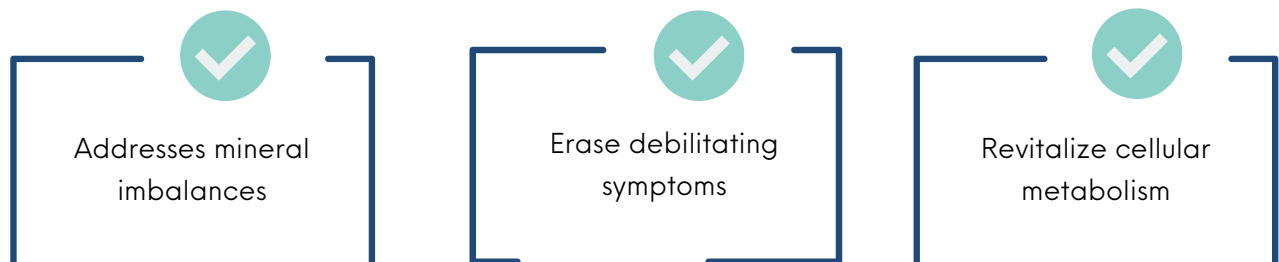 Addresses mineral
imbalances
Erase debilitating
symptoms
Revitalize cellular
metabolism